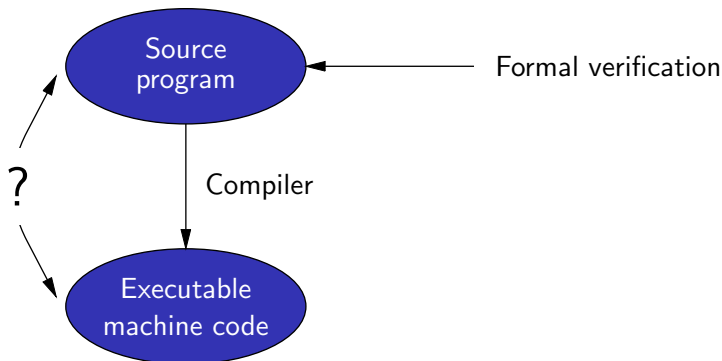 Source
program
Formal verification
?
Compiler
Executable
machine code